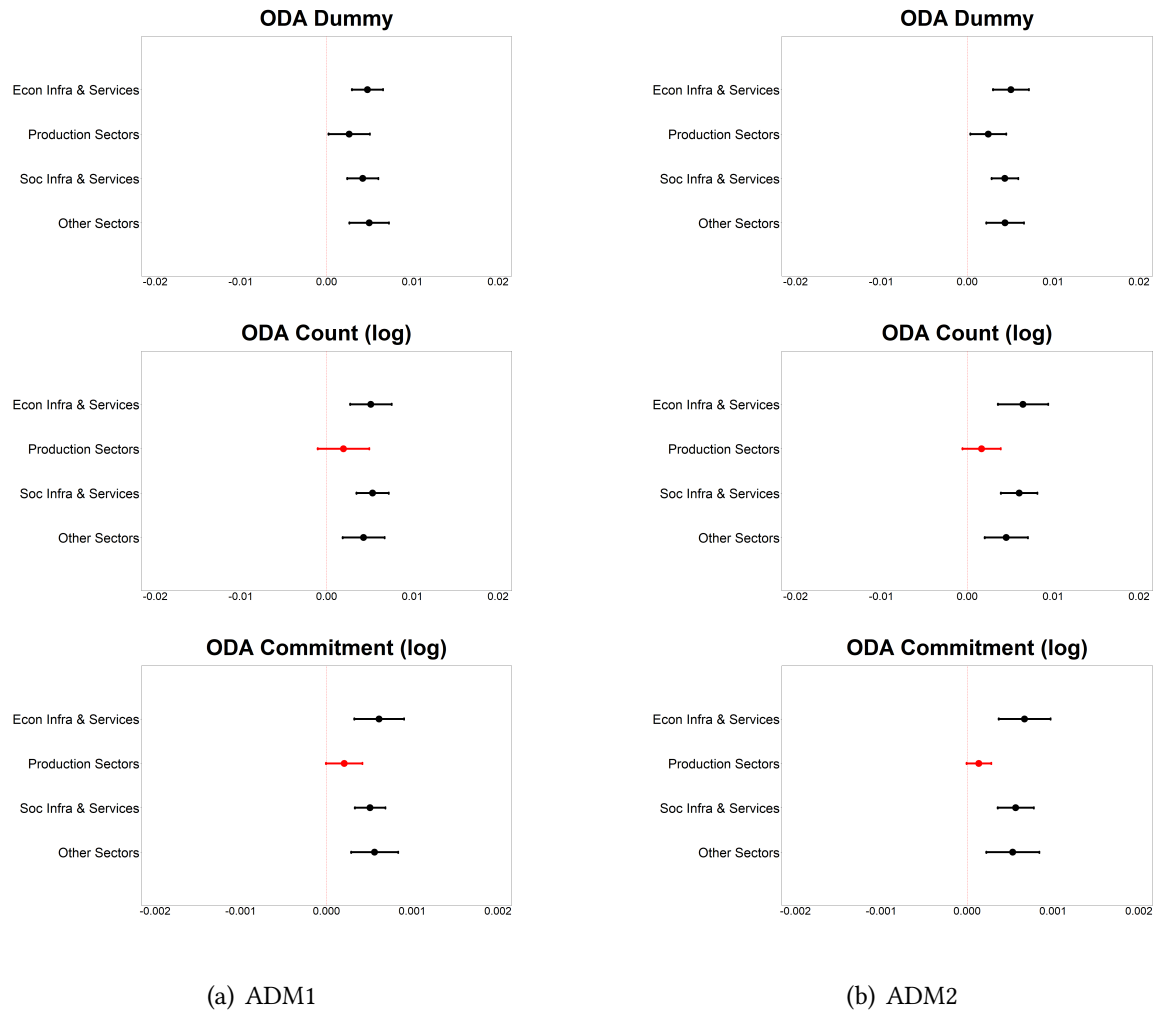 ODA Dummy
Econ Infra & Services
Production Sectors
Soc Infra & Services
Other Sectors
-0.02 -0.01 0.00 0.01 0.02
ODA Count (log)
Econ Infra & Services
Production Sectors
Soc Infra & Services
Other Sectors
-0.02 -0.01 0.00 0.01 0.02
ODA Commitment (log)
Econ Infra & Services
Production Sectors
Soc Infra & Services
Other Sectors
-0.002 -0.001 0.000 0.001 0.002
(a) ADM1
ODA Dummy
Econ Infra & Services
Production Sectors
Soc Infra & Services
Other Sectors
-0.02 -0.01 0.00 0.01 0.02
ODA Count (log)
Econ Infra & Services
Production Sectors
Soc Infra & Services
Other Sectors
-0.02 -0.01 0.00 0.01 0.02
ODA Commitment (log)
Econ Infra & Services
Production Sectors
Soc Infra & Services
Other Sectors
-0.002 -0.001 0.000 0.001 0.002
(b) ADM2